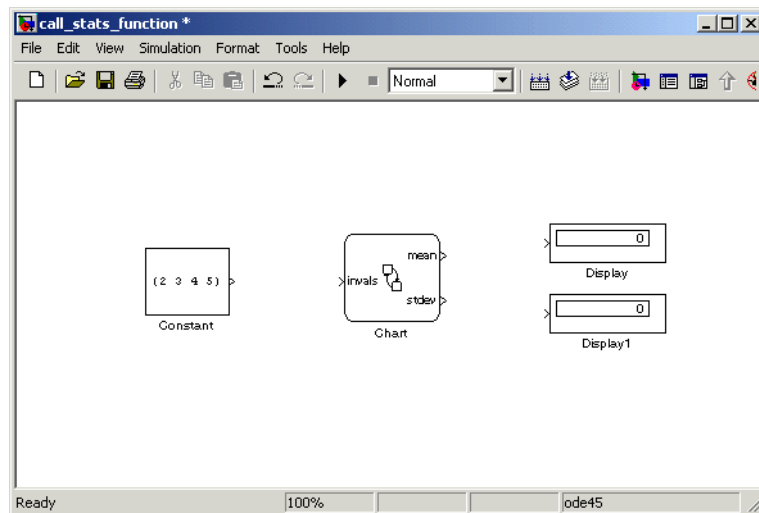 call_stats_function *
File Edit View Simulation Format Tools Help
Normal
(2 3 4 5)
Constant
invals
mean
stdev
Chart
0
Display
0
Display1
Ready 100% ode45